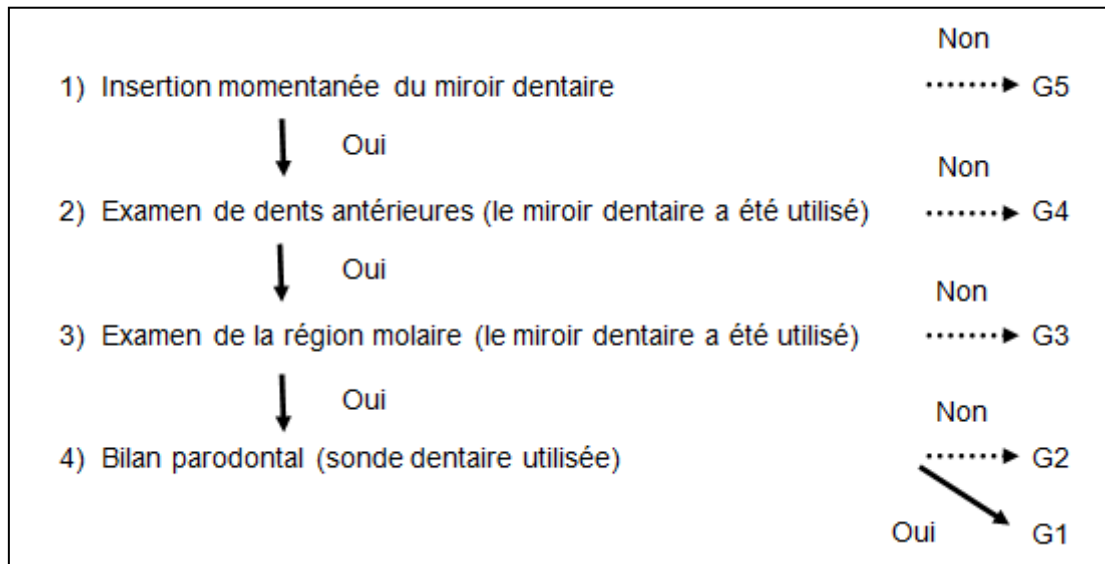 Non
1) Insertion momentanée du miroir dentaire G5
Oui
Non
2) Examen de dents antérieures (le miroir dentaire a été utilisé) G4
Oui
Non
3) Examen de la région molaire (le miroir dentaire a été utilisé) G3
Oui
Non
4) Bilan parodontal (sonde dentaire utilisée) G2
Oui G1